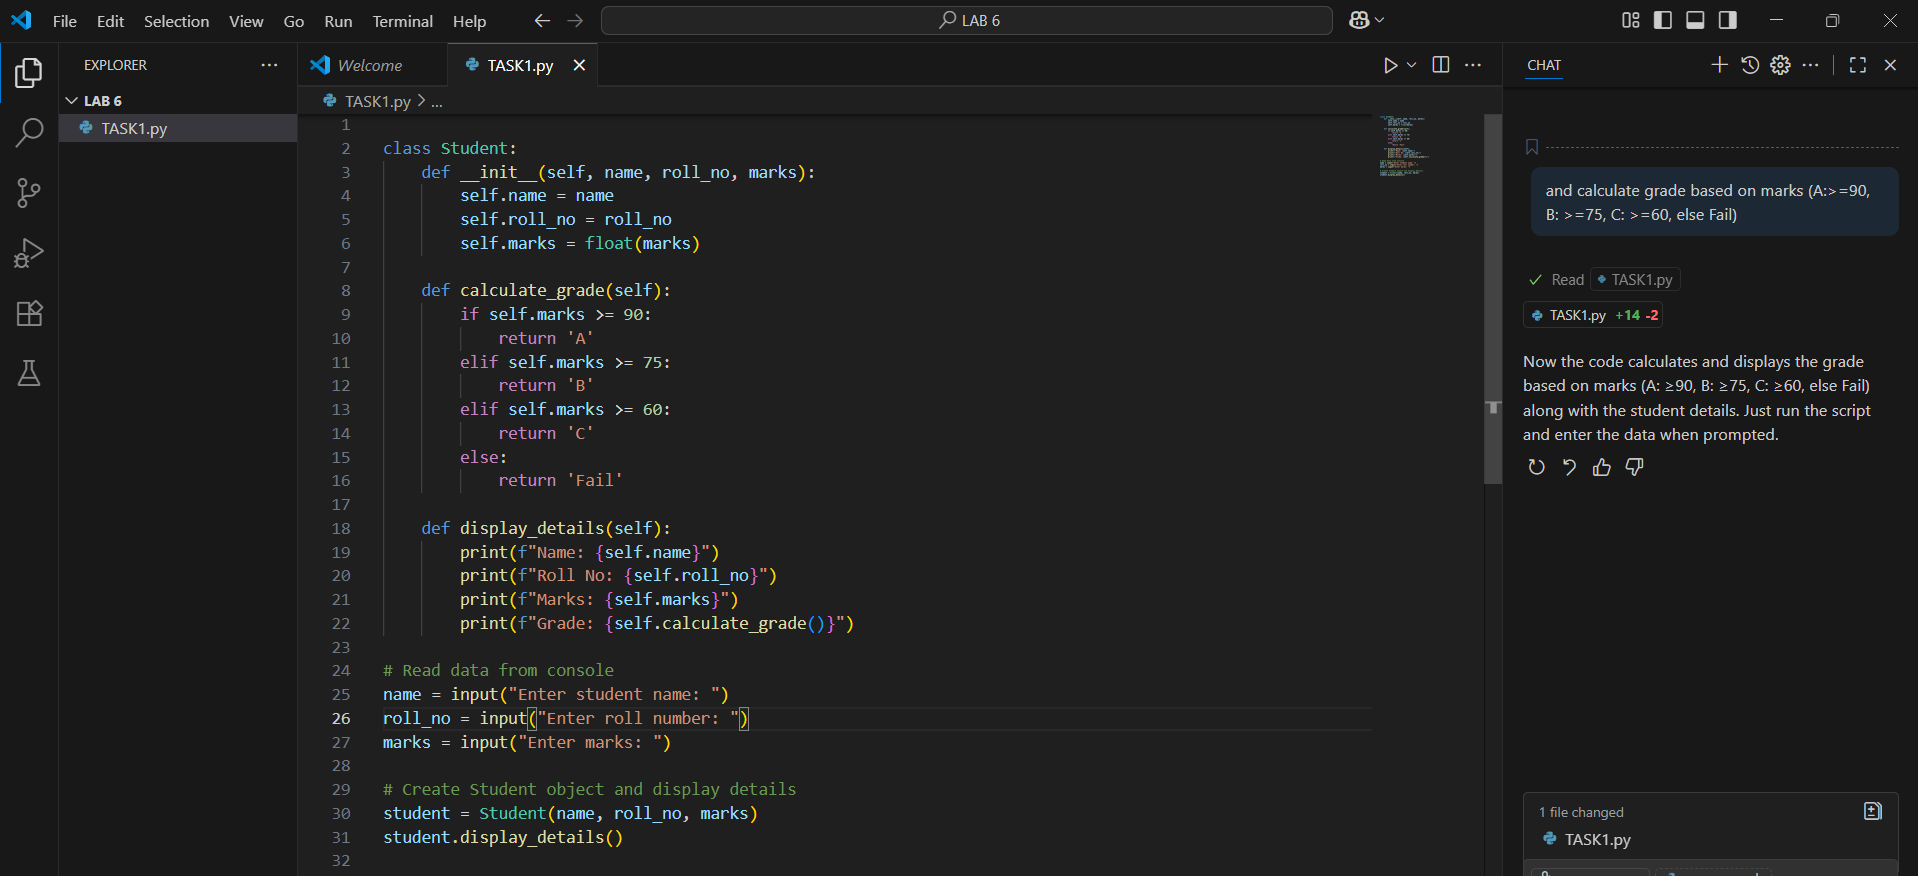 File Edit Selection View Go Run Terminal Help
LAB 6
EXPLORER
LAB 6
TASK1.py
Welcome
TASK1.py
TASK1.py > ...
1
2 class Student:
3     def __init__(self, name, roll_no, marks):
4         self.name = name
5         self.roll_no = roll_no
6         self.marks = float(marks)
7
8     def calculate_grade(self):
9         if self.marks >= 90:
10             return 'A'
11         elif self.marks >= 75:
12             return 'B'
13         elif self.marks >= 60:
14             return 'C'
15         else:
16             return 'Fail'
17
18     def display_details(self):
19         print(f"Name: {self.name}")
20         print(f"Roll No: {self.roll_no}")
21         print(f"Marks: {self.marks}")
22         print(f"Grade: {self.calculate_grade()}")
23
24 # Read data from console
25 name = input("Enter student name: ")
26 roll_no = input("Enter roll number: ")
27 marks = input("Enter marks: ")
28
29 # Create Student object and display details
30 student = Student(name, roll_no, marks)
31 student.display_details()
32
CHAT
and calculate grade based on marks (A:>=90,
B: >=75, C: >=60, else Fail)
Read TASK1.py
TASK1.py +14 -2
Now the code calculates and displays the grade
based on marks (A: ≥90, B: ≥75, C: ≥60, else Fail)
along with the student details. Just run the script
and enter the data when prompted.
1 file changed
TASK1.py